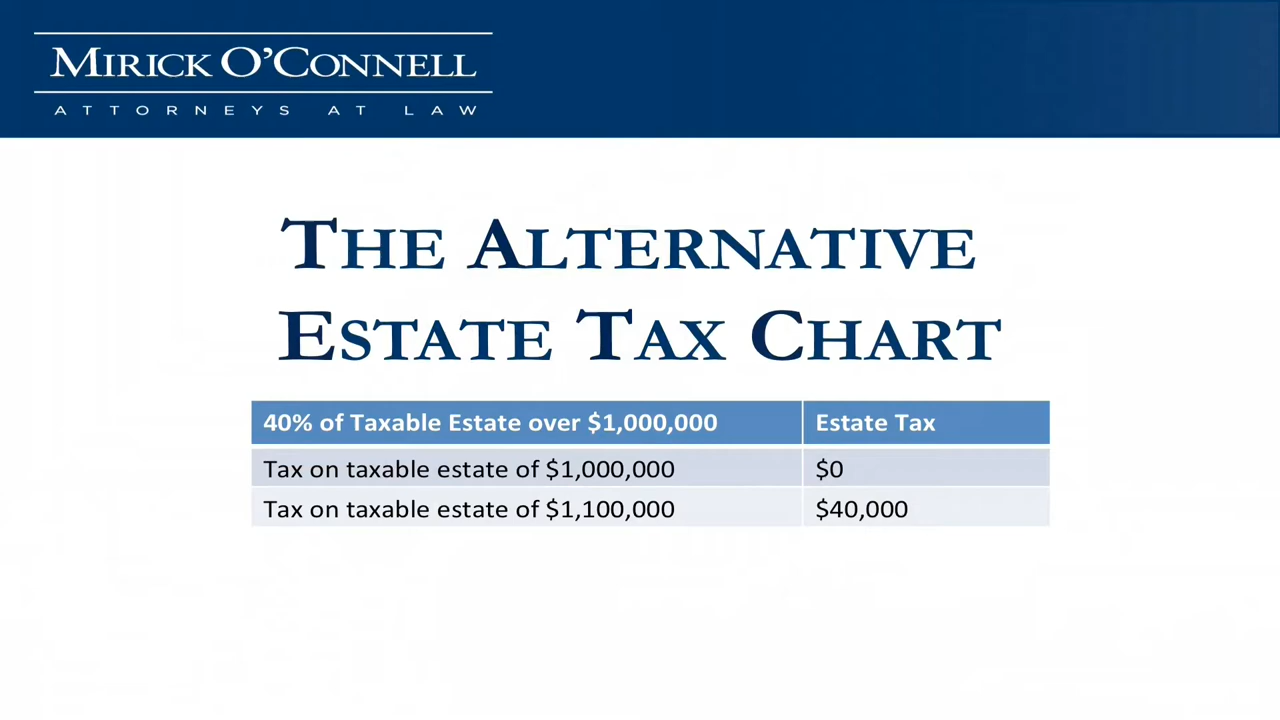 MIRICK O'CONNELL
ATTORNEYS AT LAW
THE ALTERNATIVE
ESTATE TAX CHART
40% of Taxable Estate over $1,000,000 Estate Tax
Tax on taxable estate of $1,000,000 $0
Tax on taxable estate of $1,100,000 $40,000